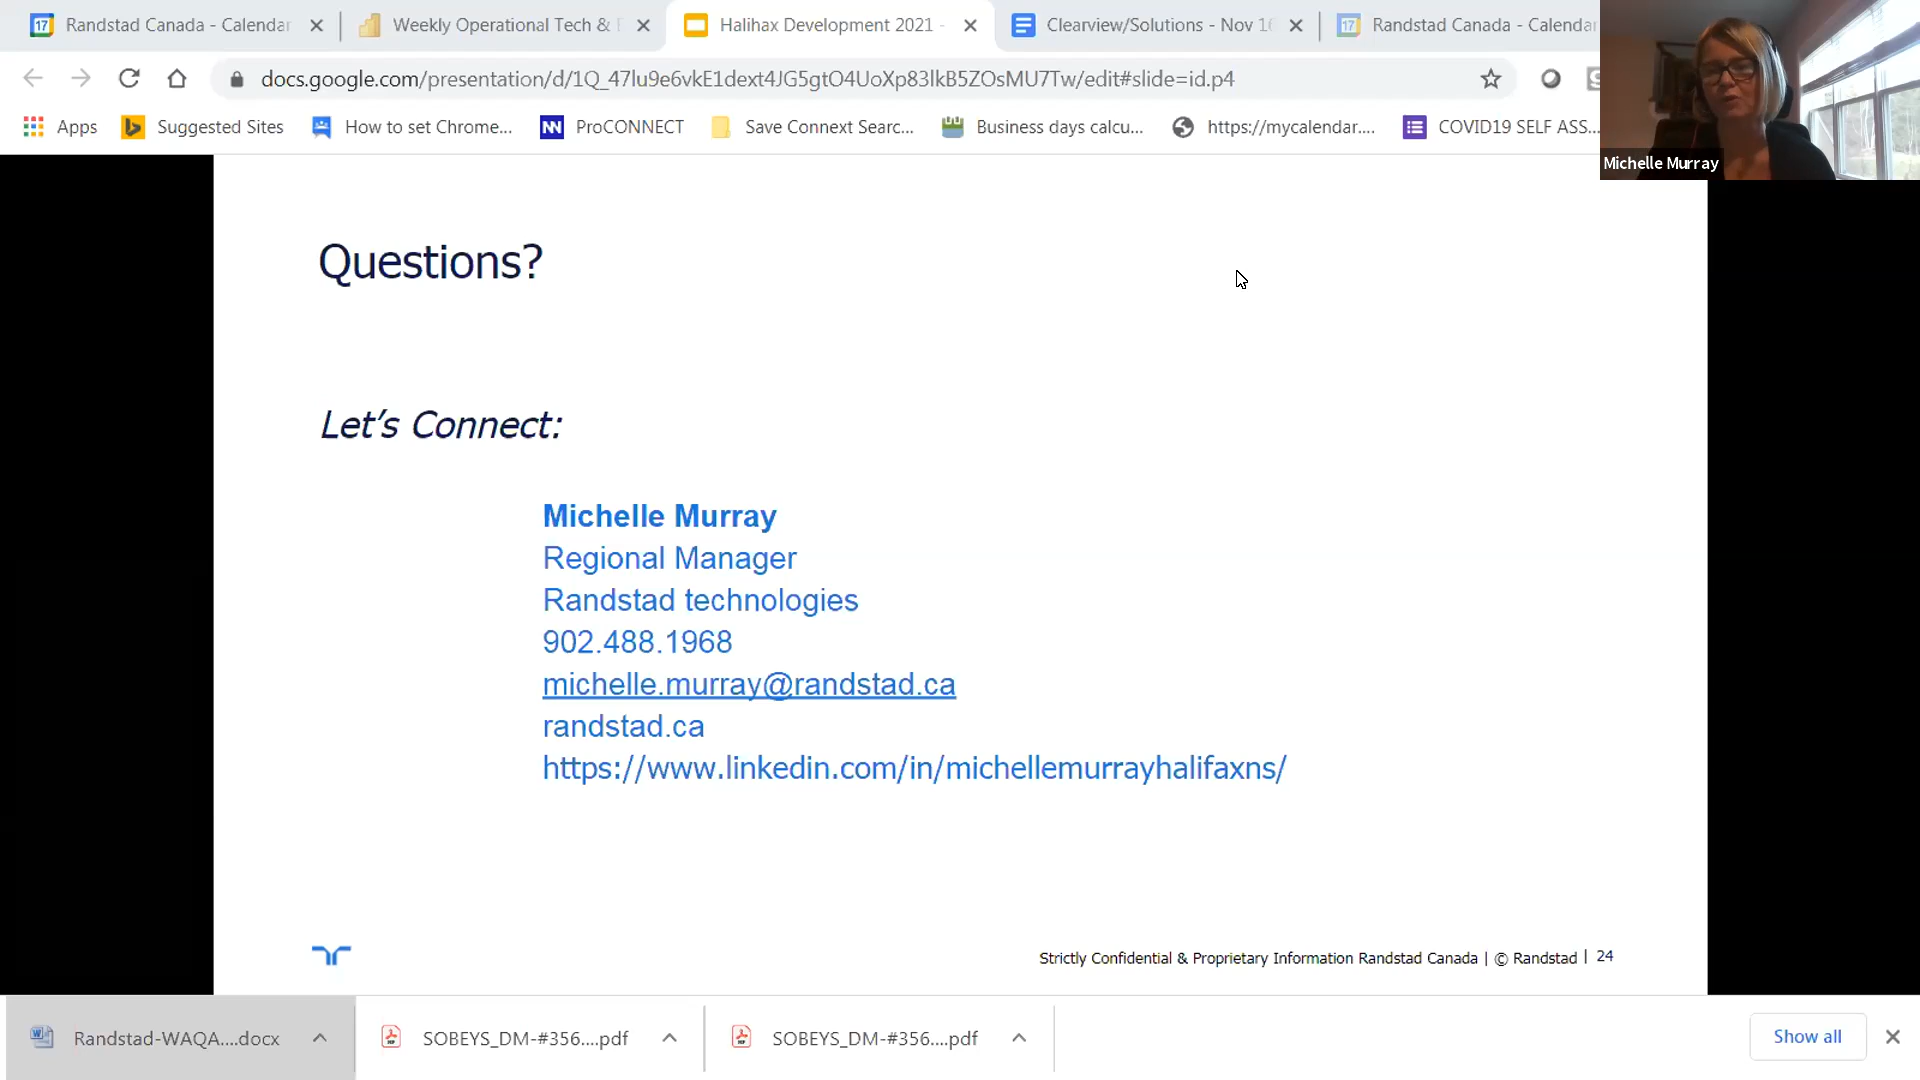 Randstad Canada - Calendar
Weekly Operational Tech &
Halihax Development 2021 -
Clearview/Solutions - Nov 16
Randstad Canada - Calendar
docs.google.com/presentation/d/1Q_47lu9e6vkE1dext4JG5gtO4UoXp83lkB5ZOsMU7Tw/edit#slide=id.p4
Apps
Suggested Sites
How to set Chrome...
ProCONNECT
Save Connext Searc...
Business days calcu...
https://mycalendar....
COVID19 SELF ASS...
Michelle Murray
Questions?
Let's Connect:
Michelle Murray
Regional Manager
Randstad technologies
902.488.1968
michelle.murray@randstad.ca
randstad.ca
https://www.linkedin.com/in/michellemurrayhalifaxns/
Strictly Confidential & Proprietary Information Randstad Canada | © Randstad | 24
Randstad-WAQA....docx
SOBEYS_DM-#356....pdf
SOBEYS_DM-#356....pdf
Show all